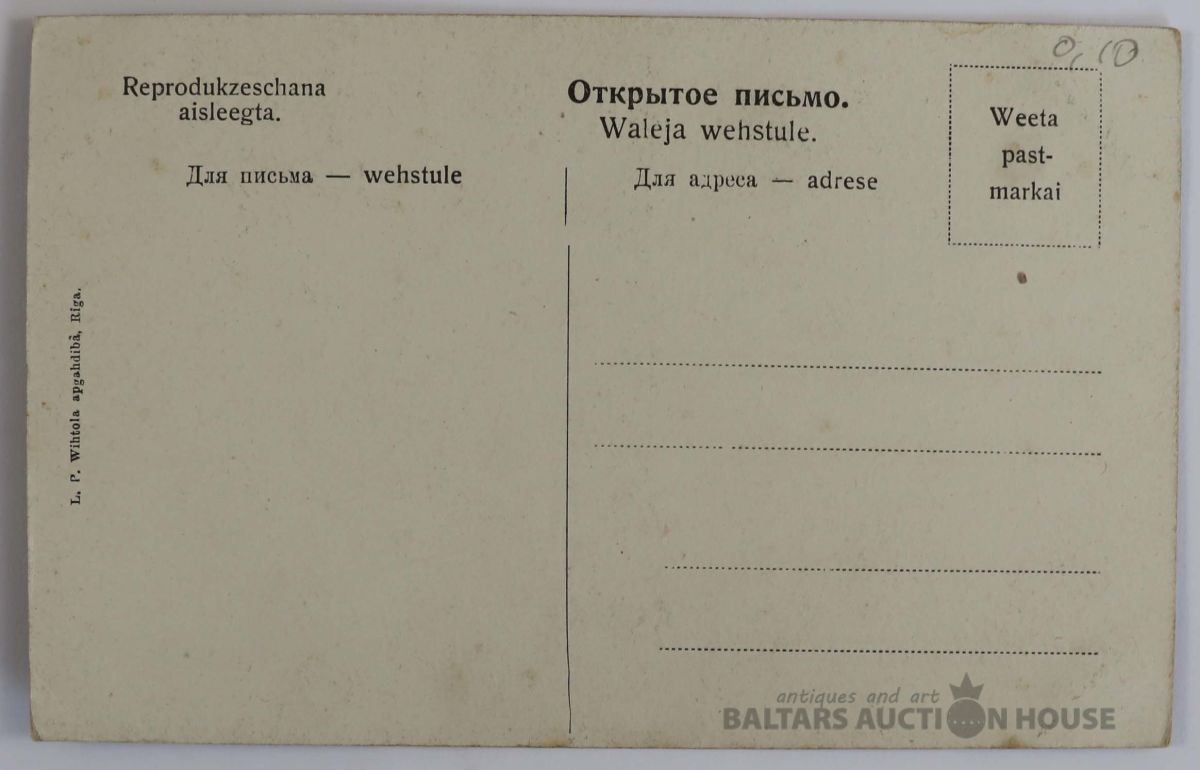 0,10
Reprodukzeschana
aisleegta.
Открытое письмо.
Waleja wehstule.
Для письма — wehstule
Для адреса — adrese
Weeta
past-
markai
L. P. Wihtola apgahdibâ, Rīga.
antiques and art
BALTARS AUCTION HOUSE